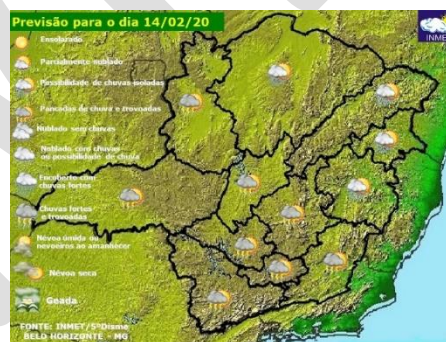 Previsão para o dia 14/02/20
INMET
Ensolarado
Parcialmente nublado
Possibilidade de chuvas isoladas
Pancadas de chuva e trovoadas
Nublado sem chuvas
Nublado com chuvas
ou possibilidade de chuva
Encoberto com
chuvas fortes
Chuvas fortes
e trovoadas
Névoa úmida ou
nevoeiros ao amanhecer
Névoa seca
Geada
FONTE: INMET/5ºDisme
BELO HORIZONTE - MG